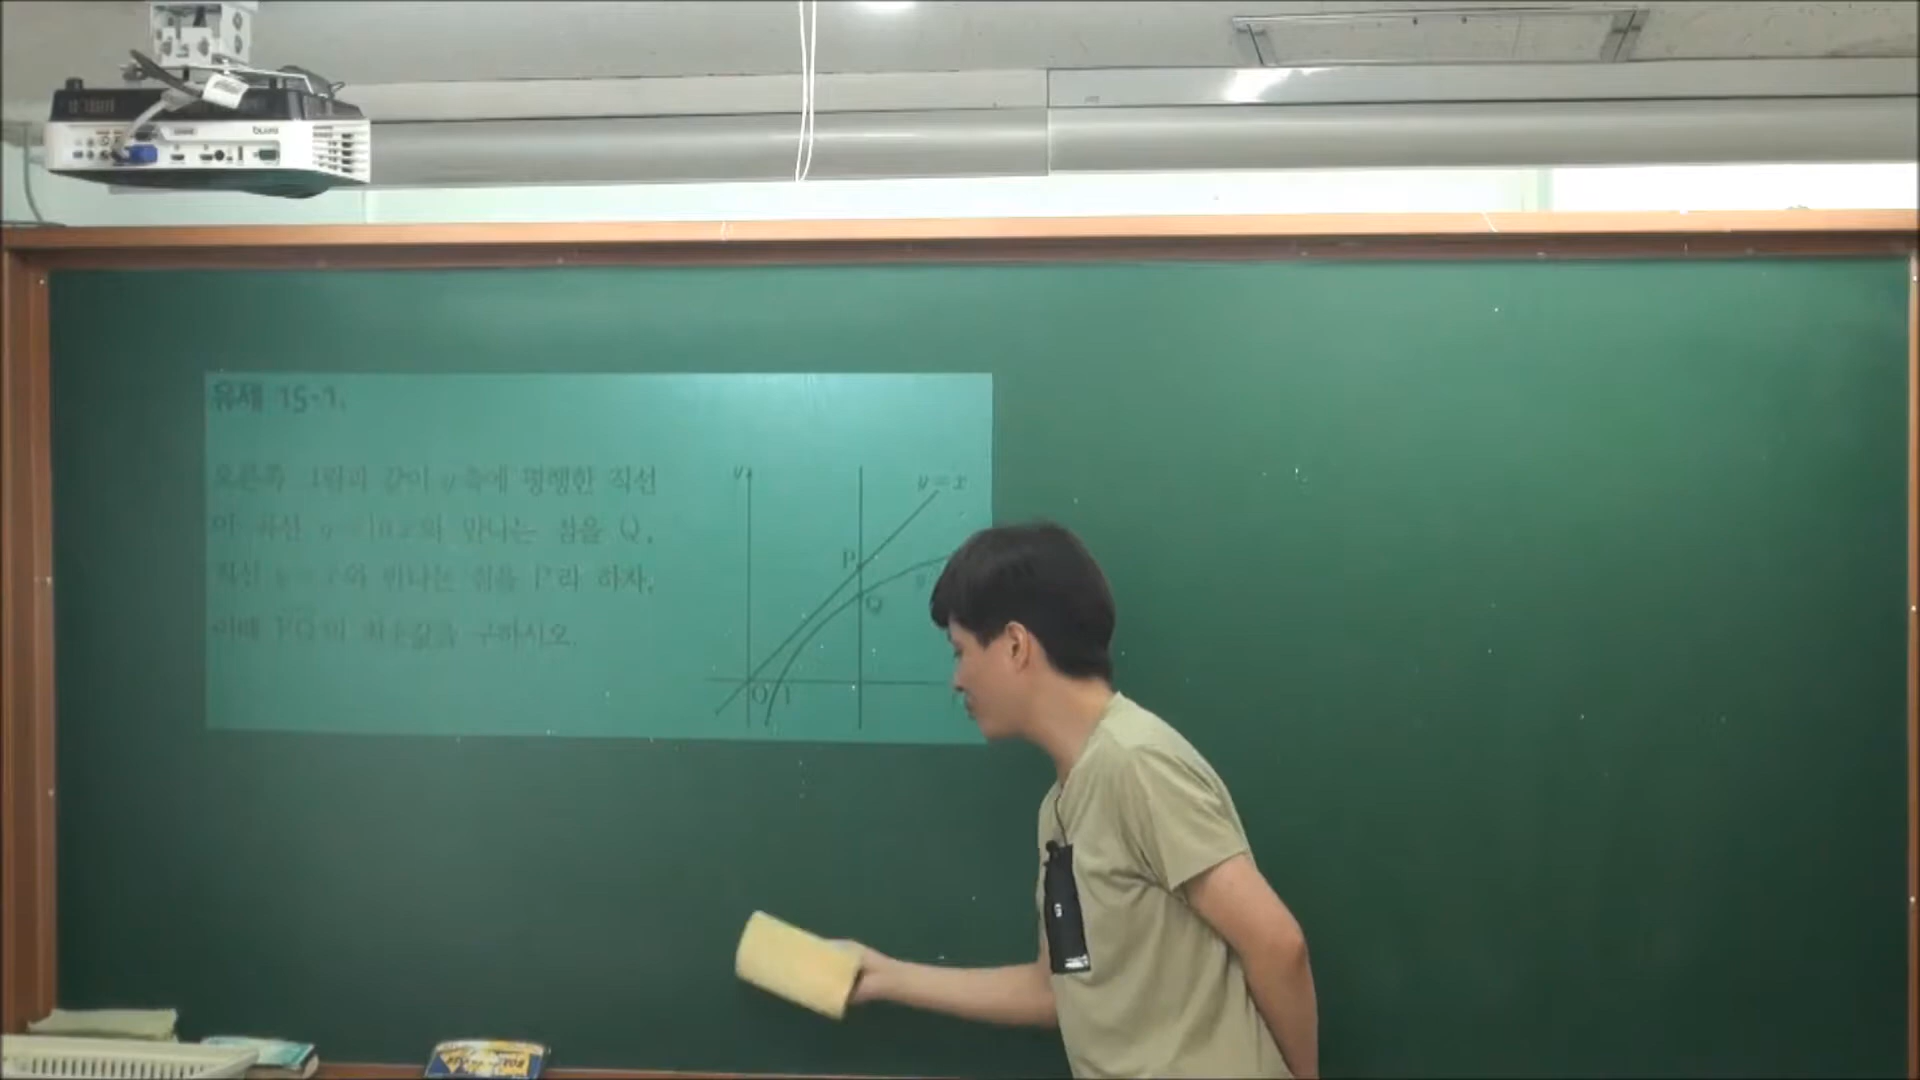 유제 15-1.
오른쪽 그림과 같이 y축에 평행한 직선
이 곡선 y=ln x와 만나는 점을 Q,
직선 y=x와 만나는 점을 P라 하자.
이때 PQ의 최솟값을 구하시오.
y
y=x
P
Q
y
O
1
BenQ